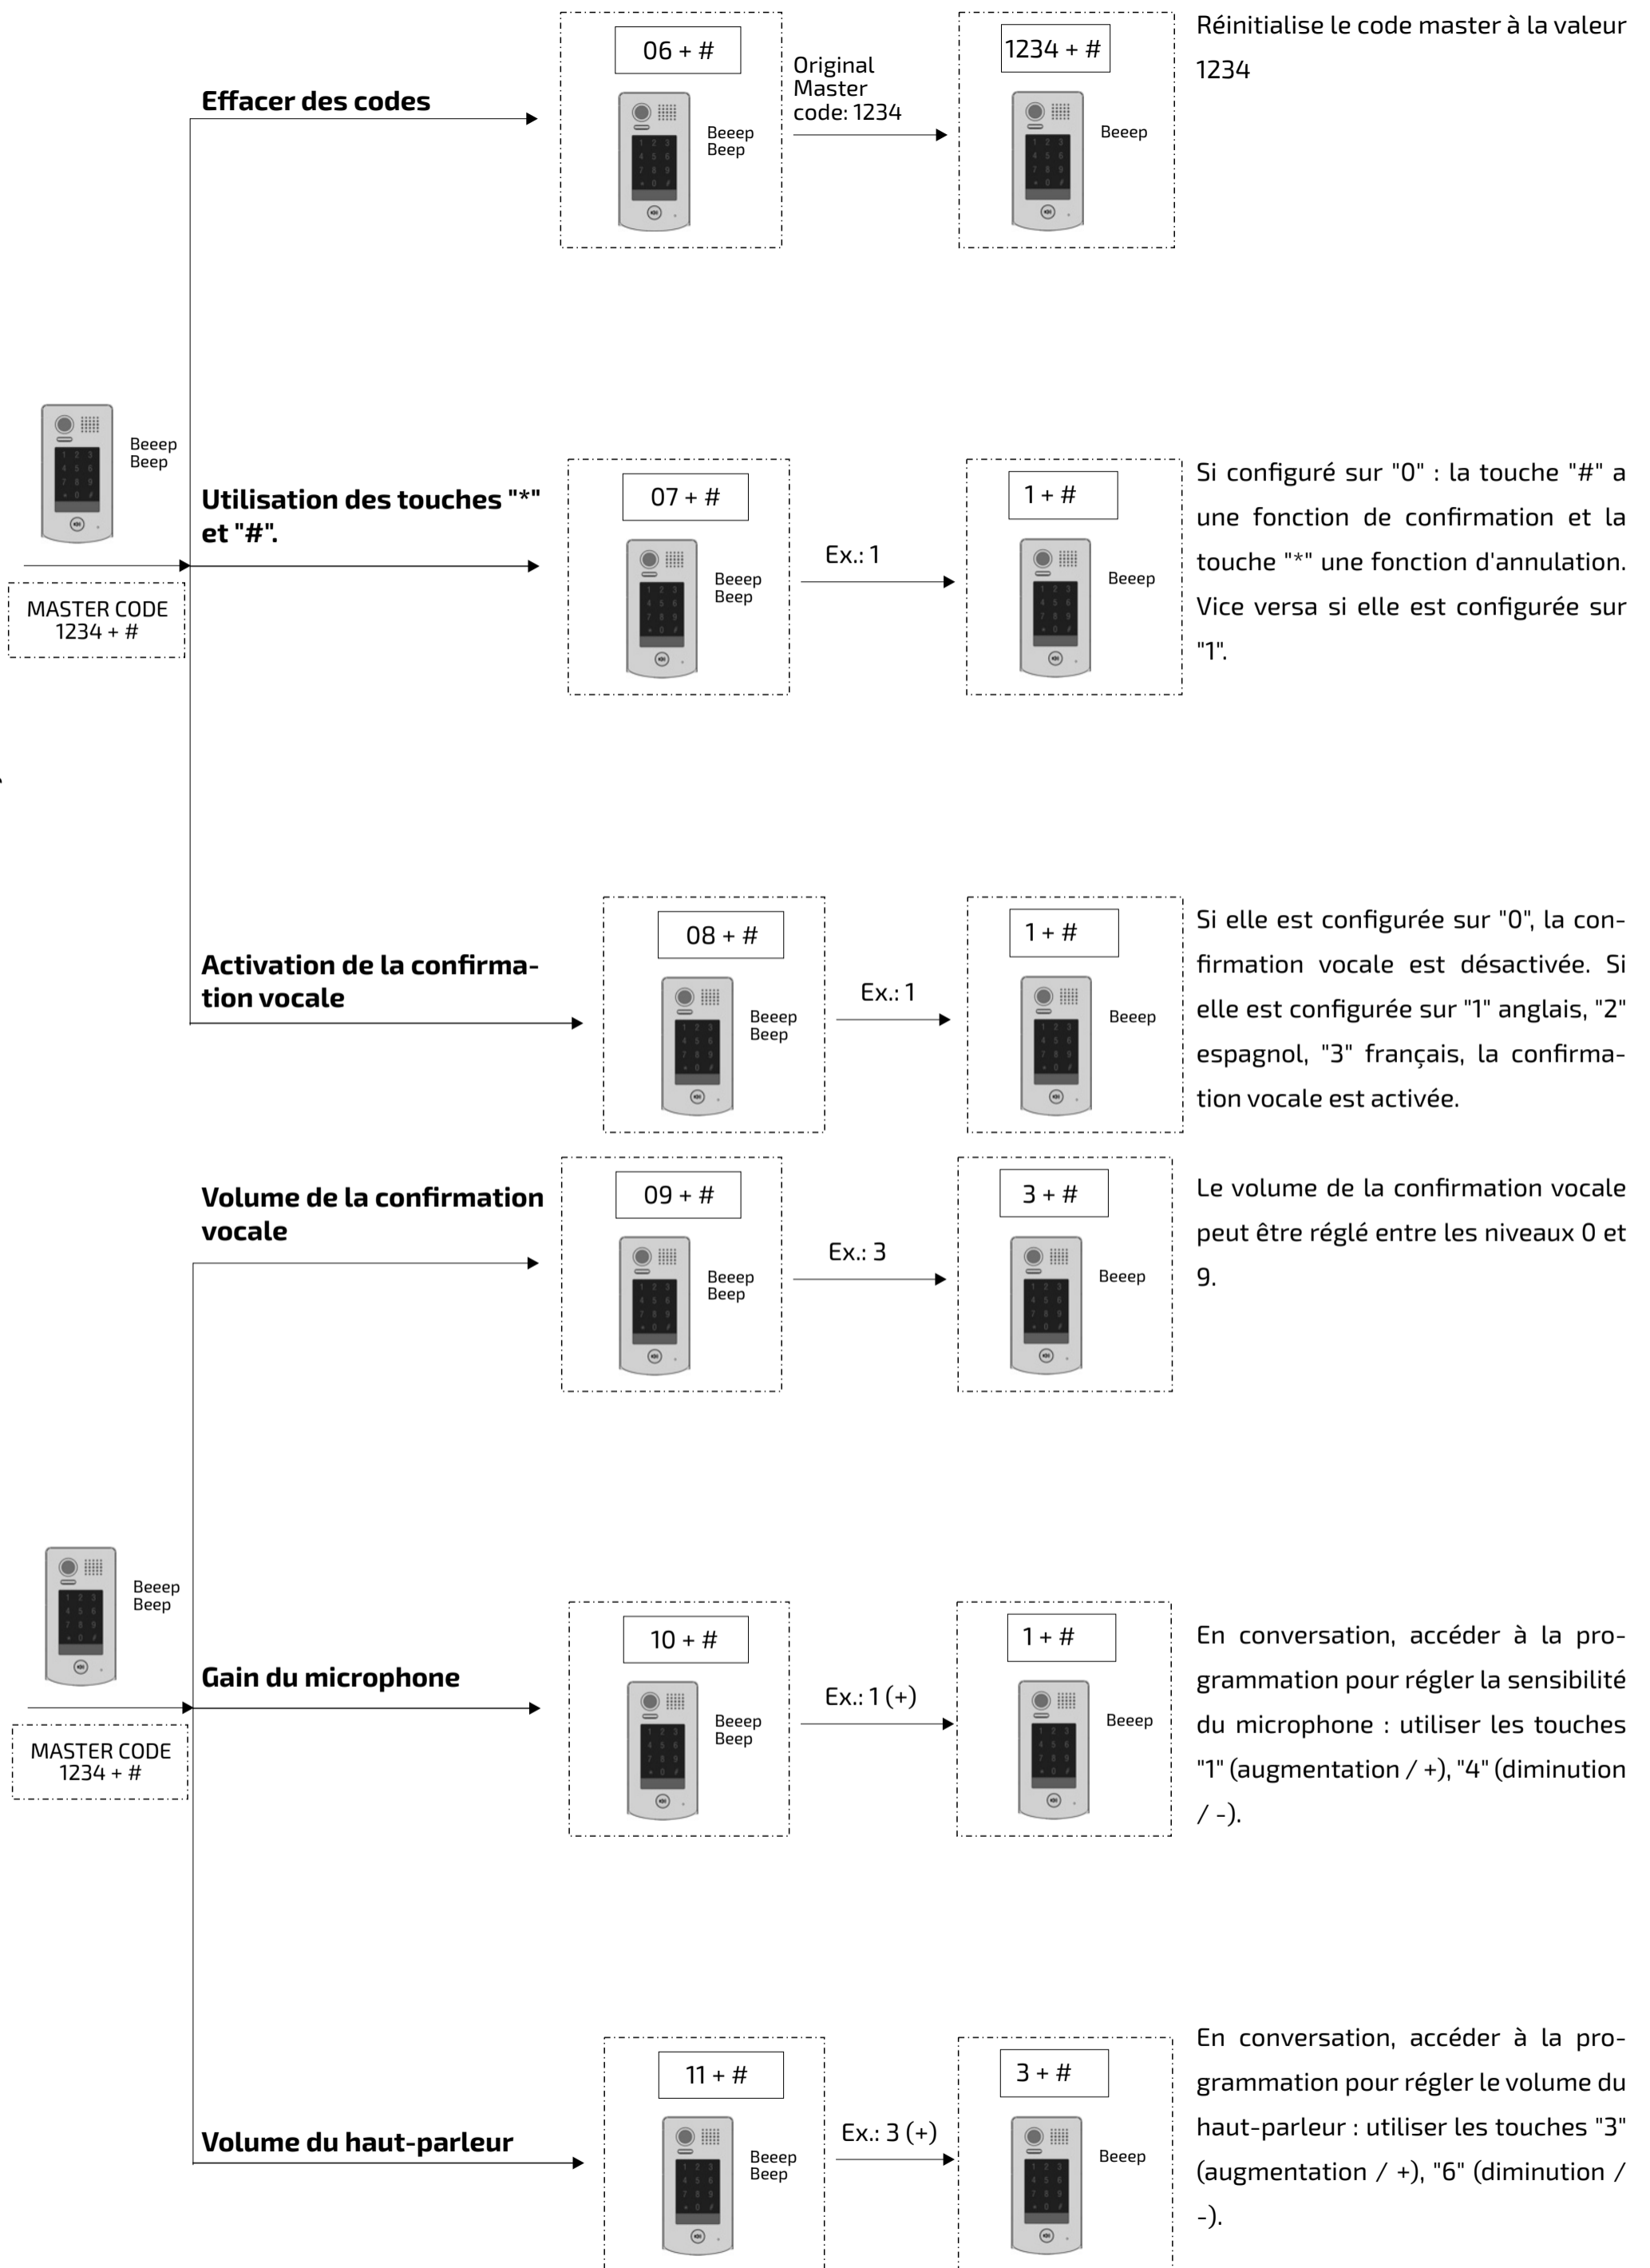 06 + #
1234 + #
Réinitialise le code master à la valeur
1234
Original
Master
code: 1234
Effacer des codes
Beeep
Beep
Beeep
Beeep
Beep
MASTER CODE
1234 + #
Utilisation des touches "*"
et "#".
07 + #
Beeep
Beep
Ex.: 1
1 + #
Beeep
Si configuré sur "0" : la touche "#" a
une fonction de confirmation et la
touche "*" une fonction d'annulation.
Vice versa si elle est configurée sur
"1".
Activation de la confirma-
tion vocale
08 + #
Beeep
Beep
Ex.: 1
1 + #
Beeep
Si elle est configurée sur "0", la con-
firmation vocale est désactivée. Si
elle est configurée sur "1" anglais, "2"
espagnol, "3" français, la confirma-
tion vocale est activée.
Volume de la confirmation
vocale
09 + #
Beeep
Beep
Ex.: 3
3 + #
Beeep
Le volume de la confirmation vocale
peut être réglé entre les niveaux 0 et
9.
Beeep
Beep
MASTER CODE
1234 + #
Gain du microphone
10 + #
Beeep
Beep
Ex.: 1 (+)
1 + #
Beeep
En conversation, accéder à la pro-
grammation pour régler la sensibilité
du microphone : utiliser les touches
"1" (augmentation / +), "4" (diminution
/ -).
Volume du haut-parleur
11 + #
Beeep
Beep
Ex.: 3 (+)
3 + #
Beeep
En conversation, accéder à la pro-
grammation pour régler le volume du
haut-parleur : utiliser les touches "3"
(augmentation / +), "6" (diminution /
-).